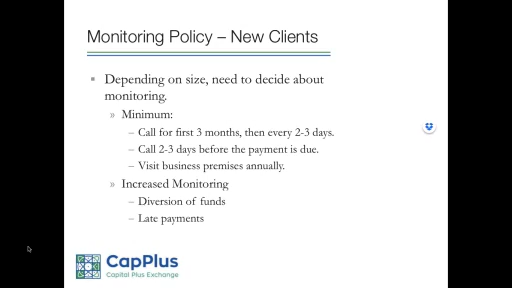 Monitoring Policy – New Clients
▪ Depending on size, need to decide about
monitoring.
» Minimum:
– Call for first 3 months, then every 2-3 days.
– Call 2-3 days before the payment is due.
– Visit business premises annually.
» Increased Monitoring
– Diversion of funds
– Late payments
CapPlus
Capital Plus Exchange